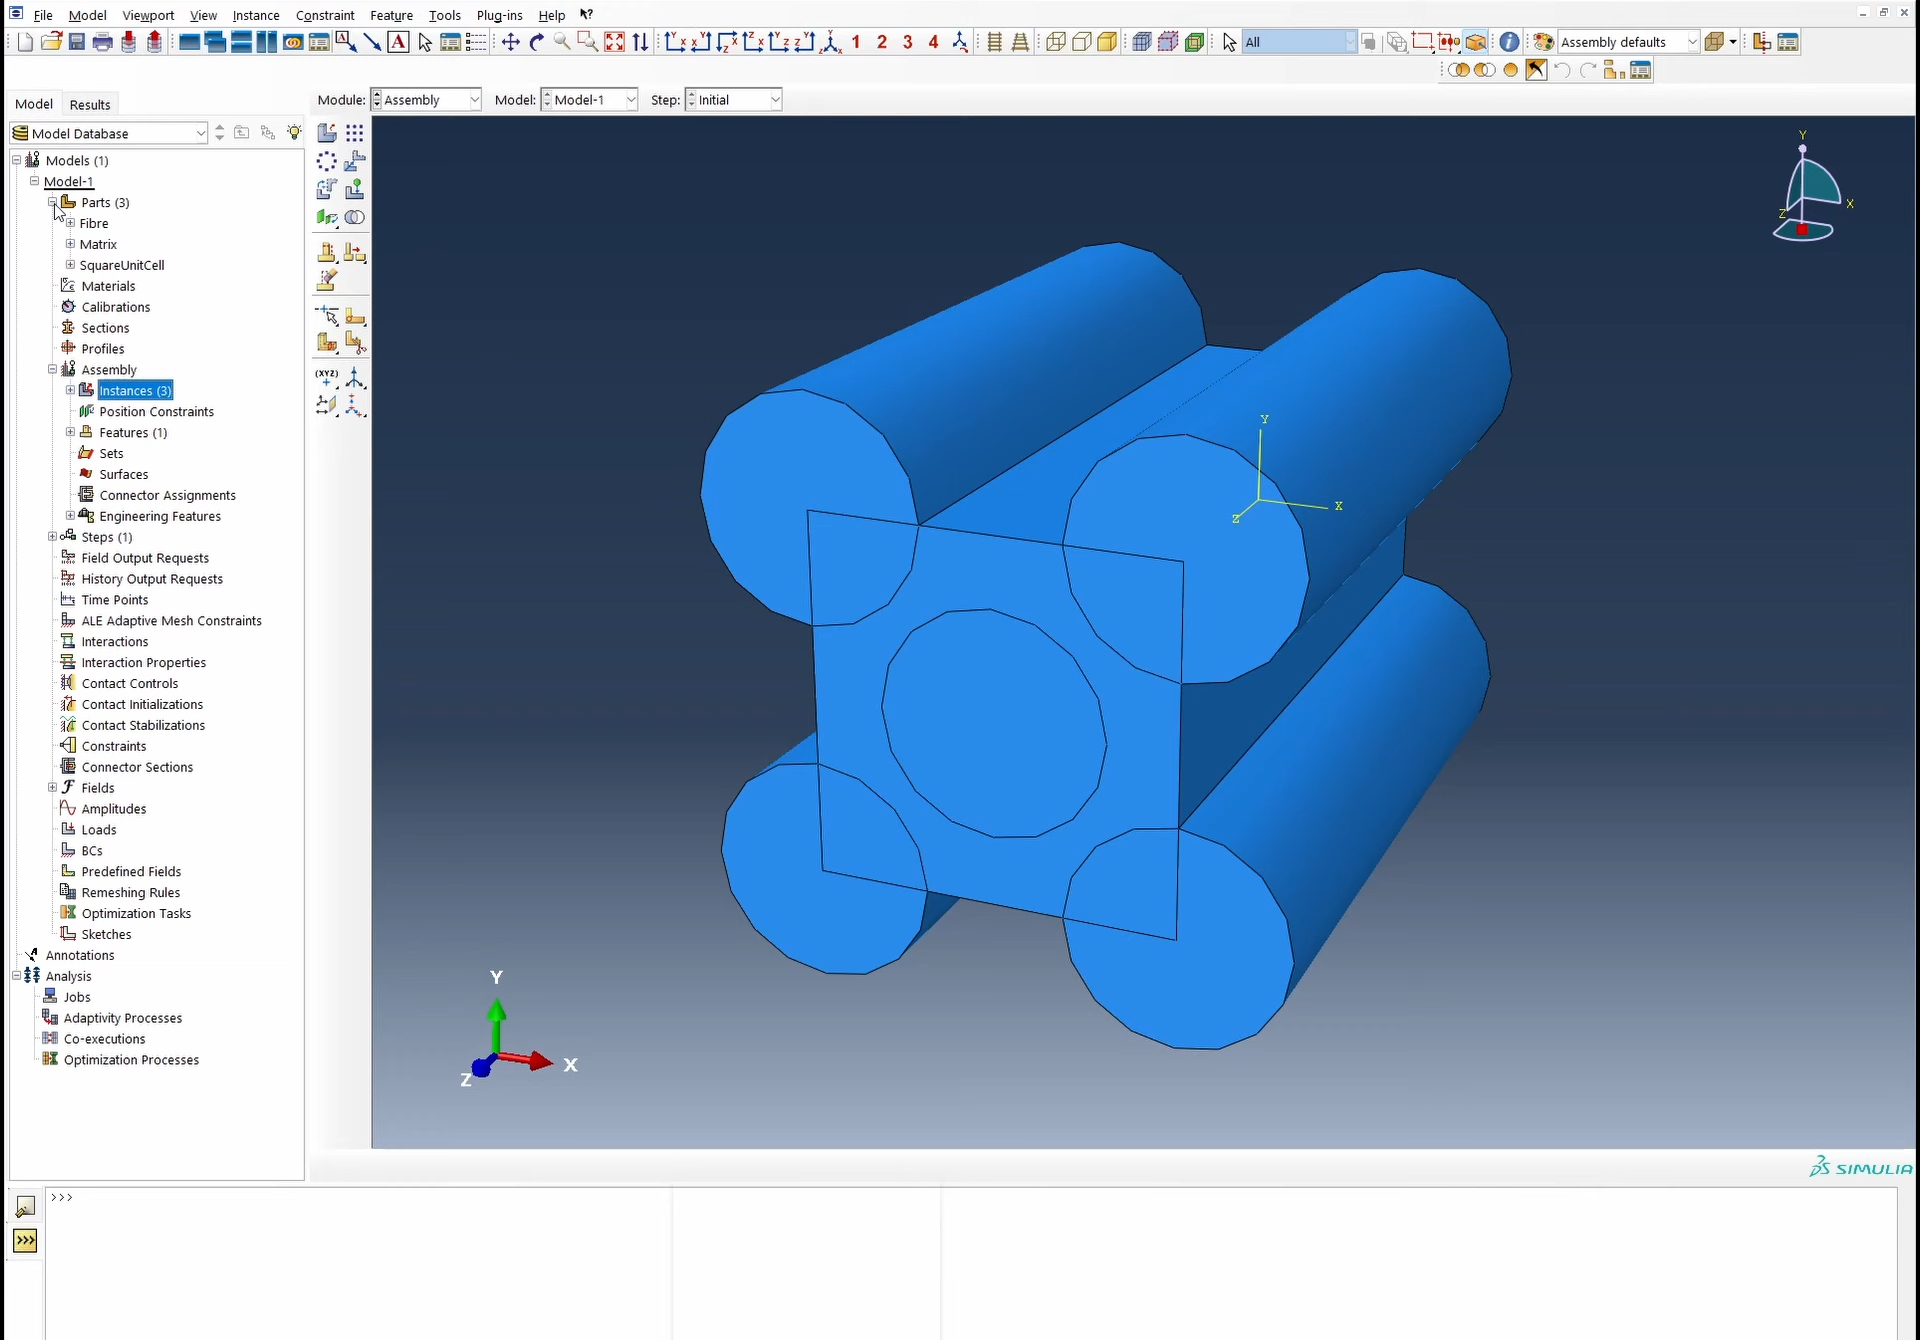 File Model Viewport View Instance Constraint Feature Tools Plug-ins Help
1 2 3 4 All Assembly defaults
Model Results Module: Assembly Model: Model-1 Step: Initial
Model Database
Models (1)
Model-1
Parts (3)
Fibre
Matrix
SquareUnitCell
Materials
Calibrations
Sections
Profiles
Assembly
Instances (3)
Position Constraints
Features (1)
Sets
Surfaces
Connector Assignments
Engineering Features
Steps (1)
Field Output Requests
History Output Requests
Time Points
ALE Adaptive Mesh Constraints
Interactions
Interaction Properties
Contact Controls
Contact Initializations
Contact Stabilizations
Constraints
Connector Sections
Fields
Amplitudes
Loads
BCs
Predefined Fields
Remeshing Rules
Optimization Tasks
Sketches
Annotations
Analysis
Jobs
Adaptivity Processes
Co-executions
Optimization Processes
(XYZ)
Y
X
Z
Y
X
Z
Y
X
Z
SIMULIA
>>>
>>>